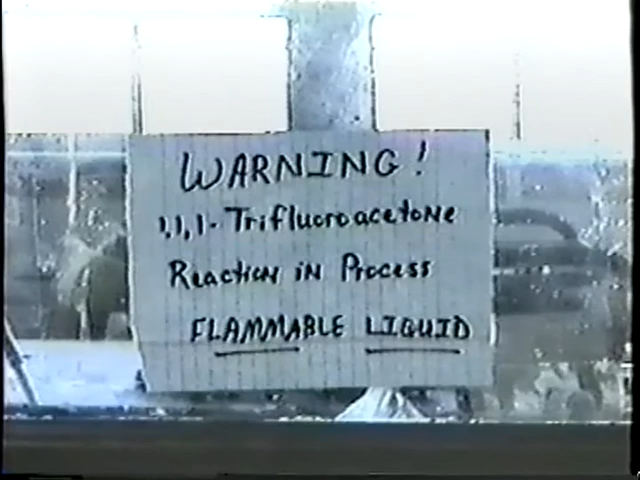 WARNING!
1,1,1-Trifluoroacetone
Reaction in Process
FLAMMABLE LIQUID